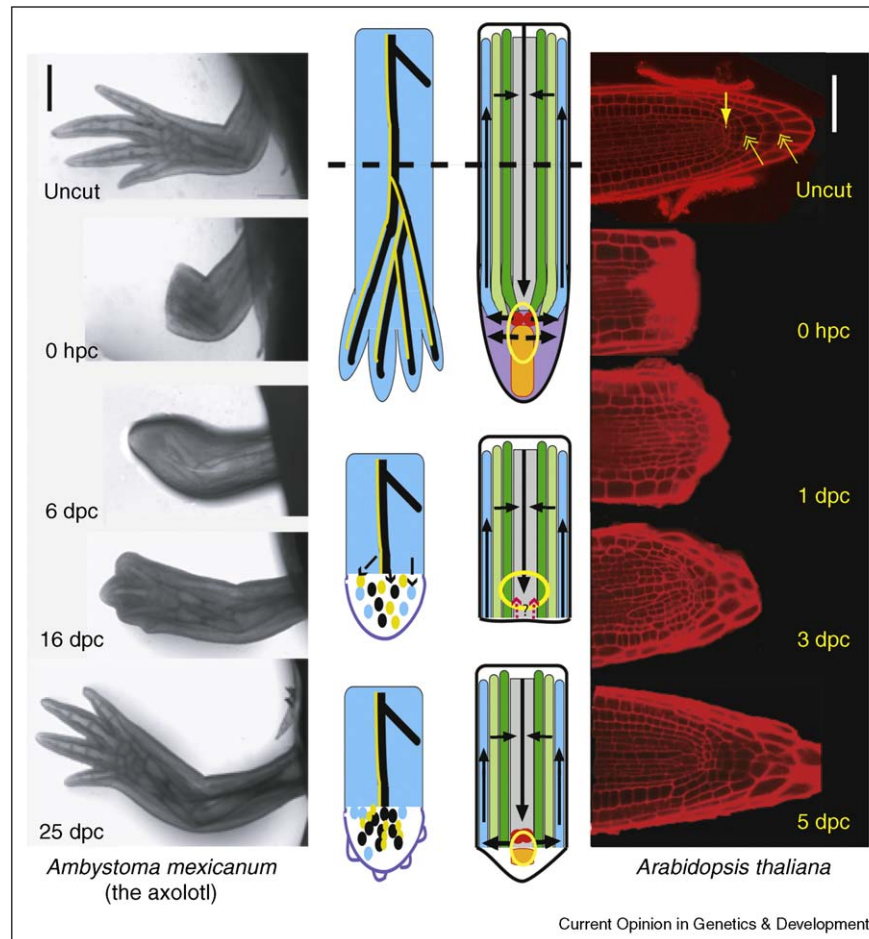 Uncut
0 hpc
6 dpc
16 dpc
25 dpc
Ambystoma mexicanum
(the axolotl)
?
Uncut
0 hpc
1 dpc
3 dpc
5 dpc
Arabidopsis thaliana
Current Opinion in Genetics & Development